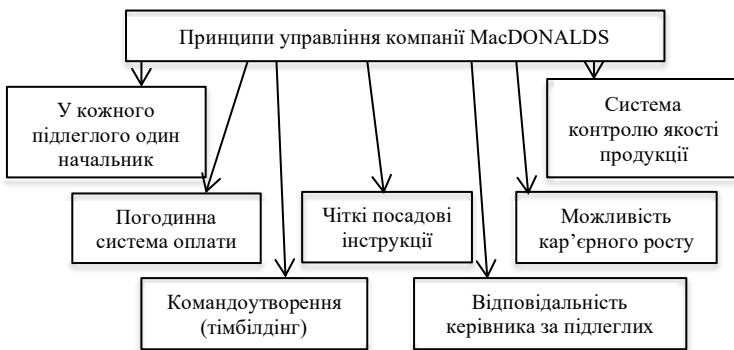 Принципи управління компанії MacDONALDS
У кожного
підлеглого один
начальник
Система
контролю якості
продукції
Погодинна
система оплати
Чіткі посадові
інструкції
Можливість
кар’єрного росту
Командоутворення
(тімбілдінг)
Відповідальність
керівника за підлеглих